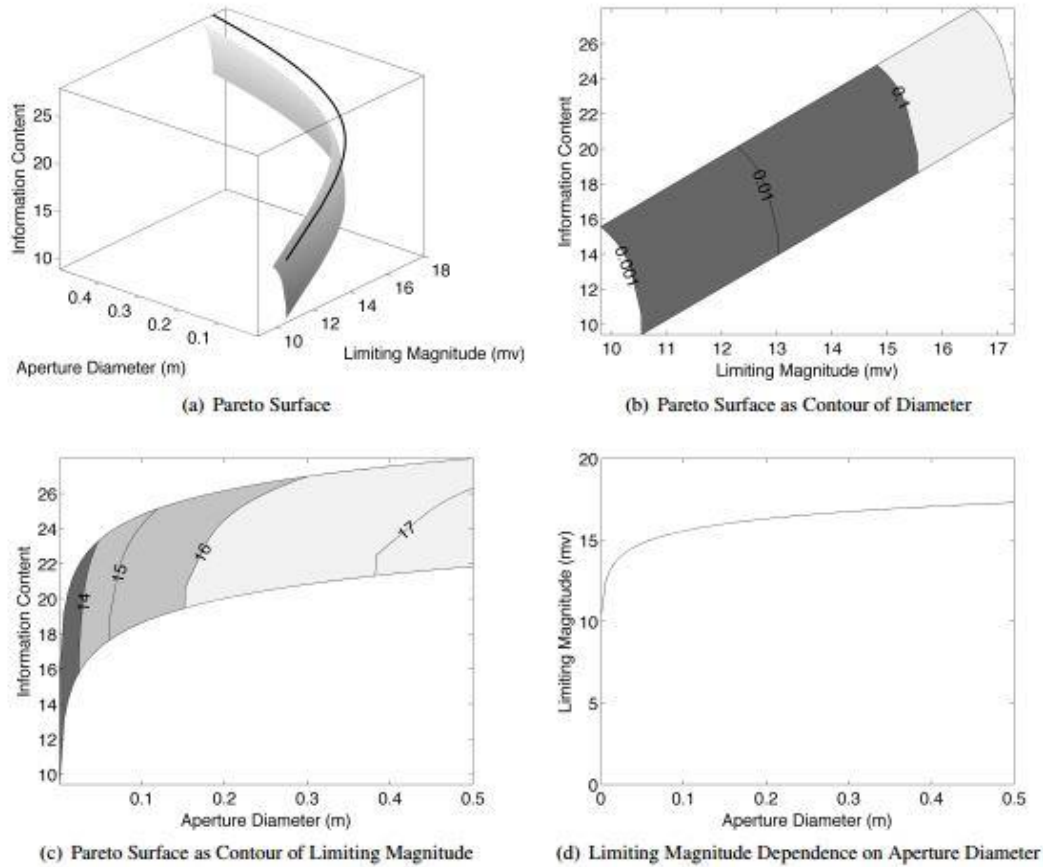 25
20
15
10
Information Content
0.4
0.3
0.2
0.1
Aperture Diameter (m)
10
12
14
16
18
Limiting Magnitude (mv)
(a) Pareto Surface
26
24
22
20
18
16
14
12
10
Information Content
0.001
0.01
0.1
10 11 12 13 14 15 16 17
Limiting Magnitude (mv)
(b) Pareto Surface as Contour of Diameter
26
24
22
20
18
16
14
12
10
Information Content
14
15
16
17
0.1 0.2 0.3 0.4 0.5
Aperture Diameter (m)
(c) Pareto Surface as Contour of Limiting Magnitude
20
15
10
5
0
Limiting Magnitude (mv)
0 0.1 0.2 0.3 0.4 0.5
Aperture Diameter (m)
(d) Limiting Magnitude Dependence on Aperture Diameter